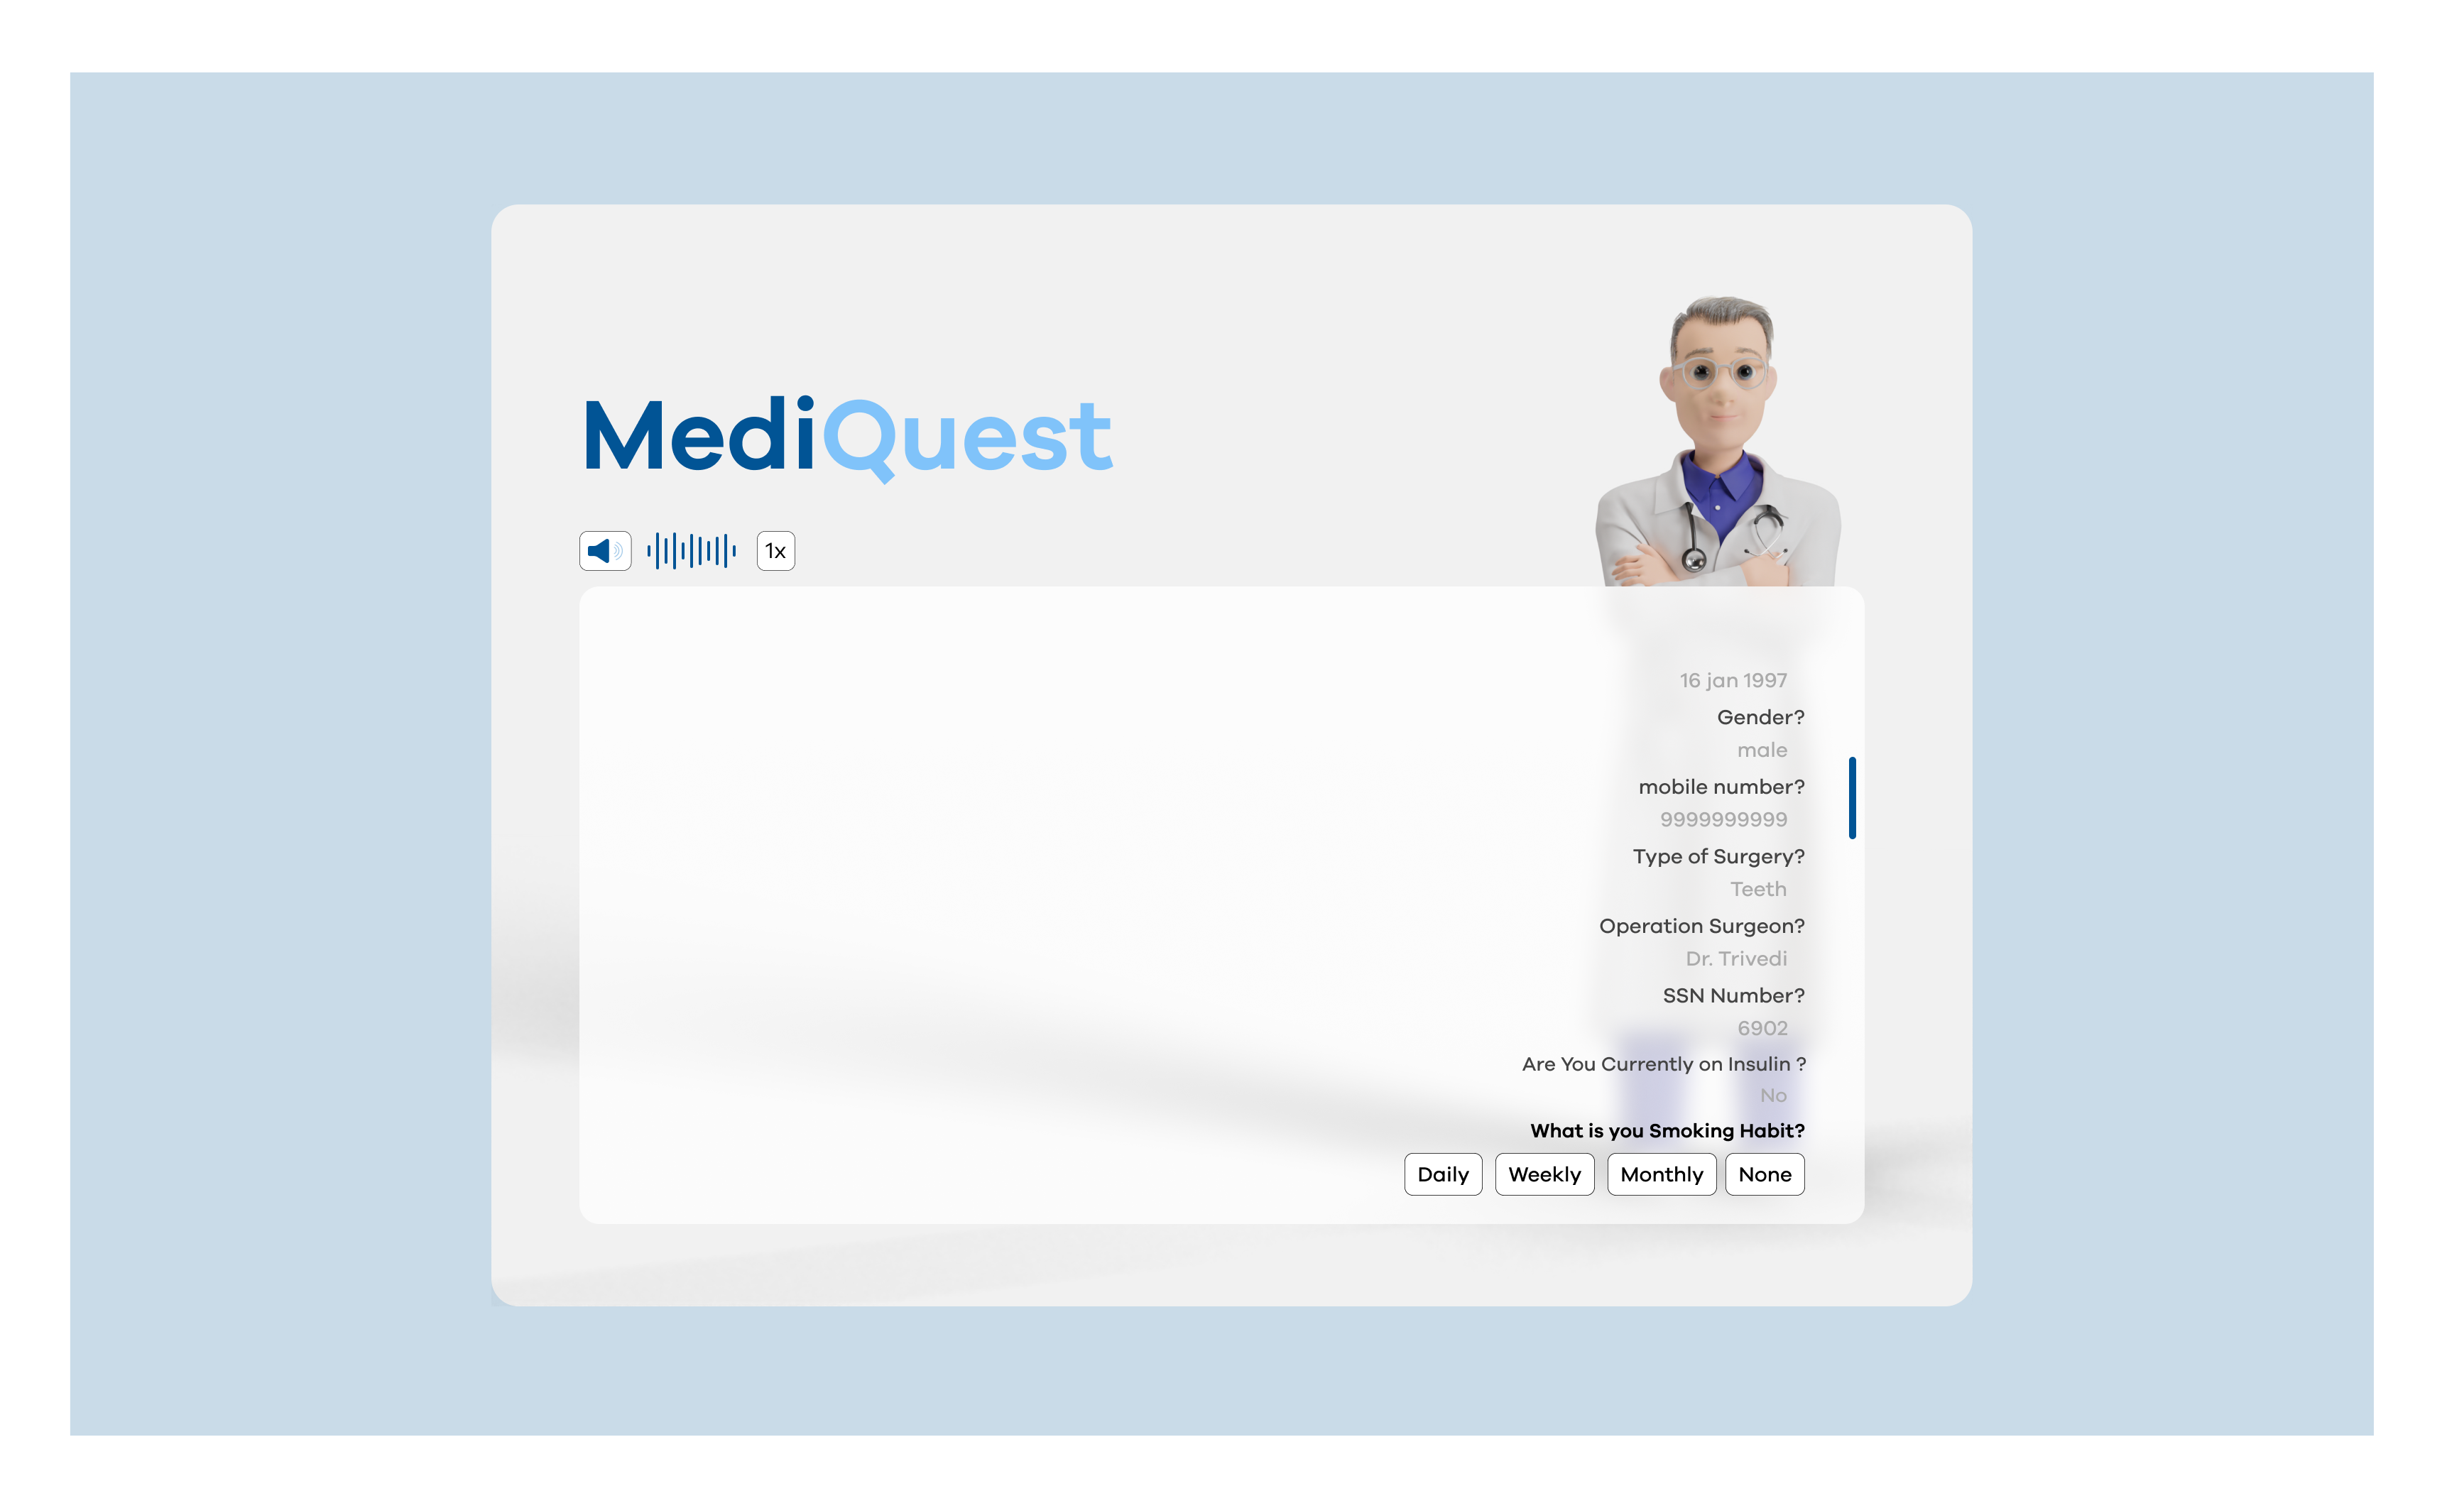 MediQuest
1x
16 jan 1997
Gender?
male
mobile number?
9999999999
Type of Surgery?
Teeth
Operation Surgeon?
Dr. Trivedi
SSN Number?
6902
Are You Currently on Insulin ?
No
What is you Smoking Habit?
Daily Weekly Monthly None